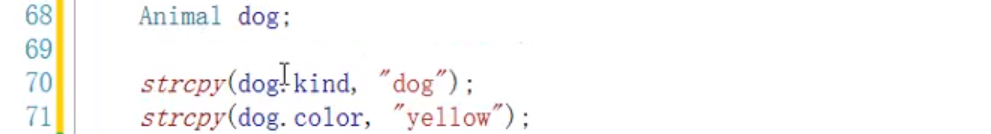 68 Animal dog;
69
70 strcpy(dog.kind, "dog");
71 strcpy(dog.color, "yellow");